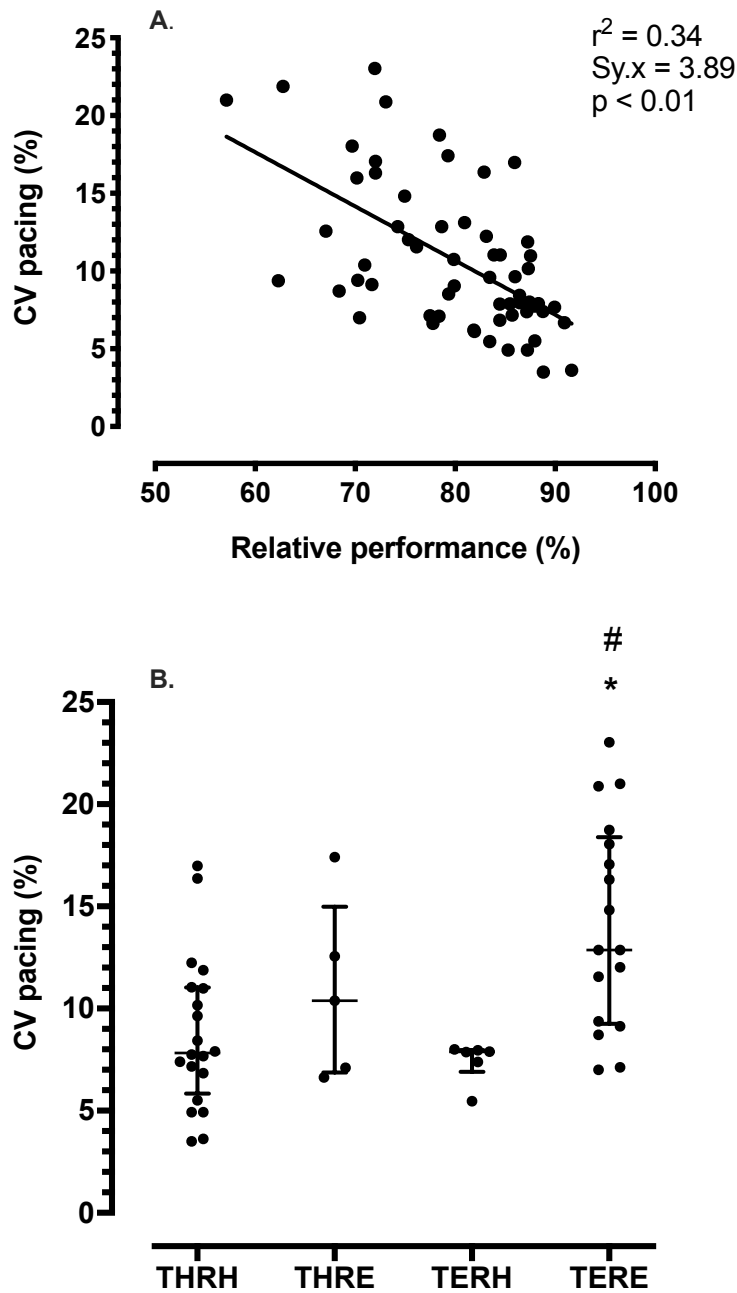 A.
r² = 0.34
Sy.x = 3.89
p < 0.01
25
20
15
10
5
0
CV pacing (%)
50 60 70 80 90 100
Relative performance (%)
B.
#
*
25
20
15
10
5
0
CV pacing (%)
THRH THRE TERH TERE